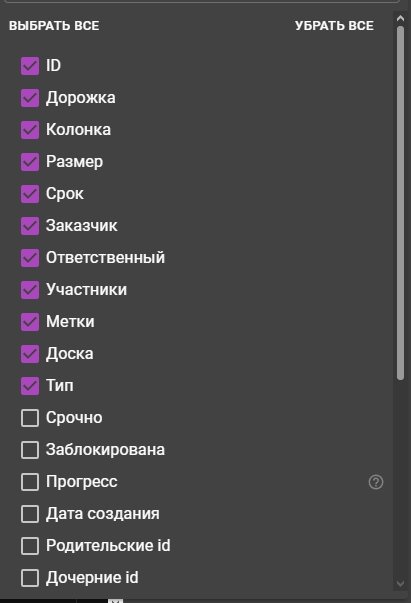 ВЫБРАТЬ ВСЕ УБРАТЬ ВСЕ
ID
Дорожка
Колонка
Размер
Срок
Заказчик
Ответственный
Участники
Метки
Доска
Тип
Срочно
Заблокирована
Прогресс
Дата создания
Родительские id
Дочерние id